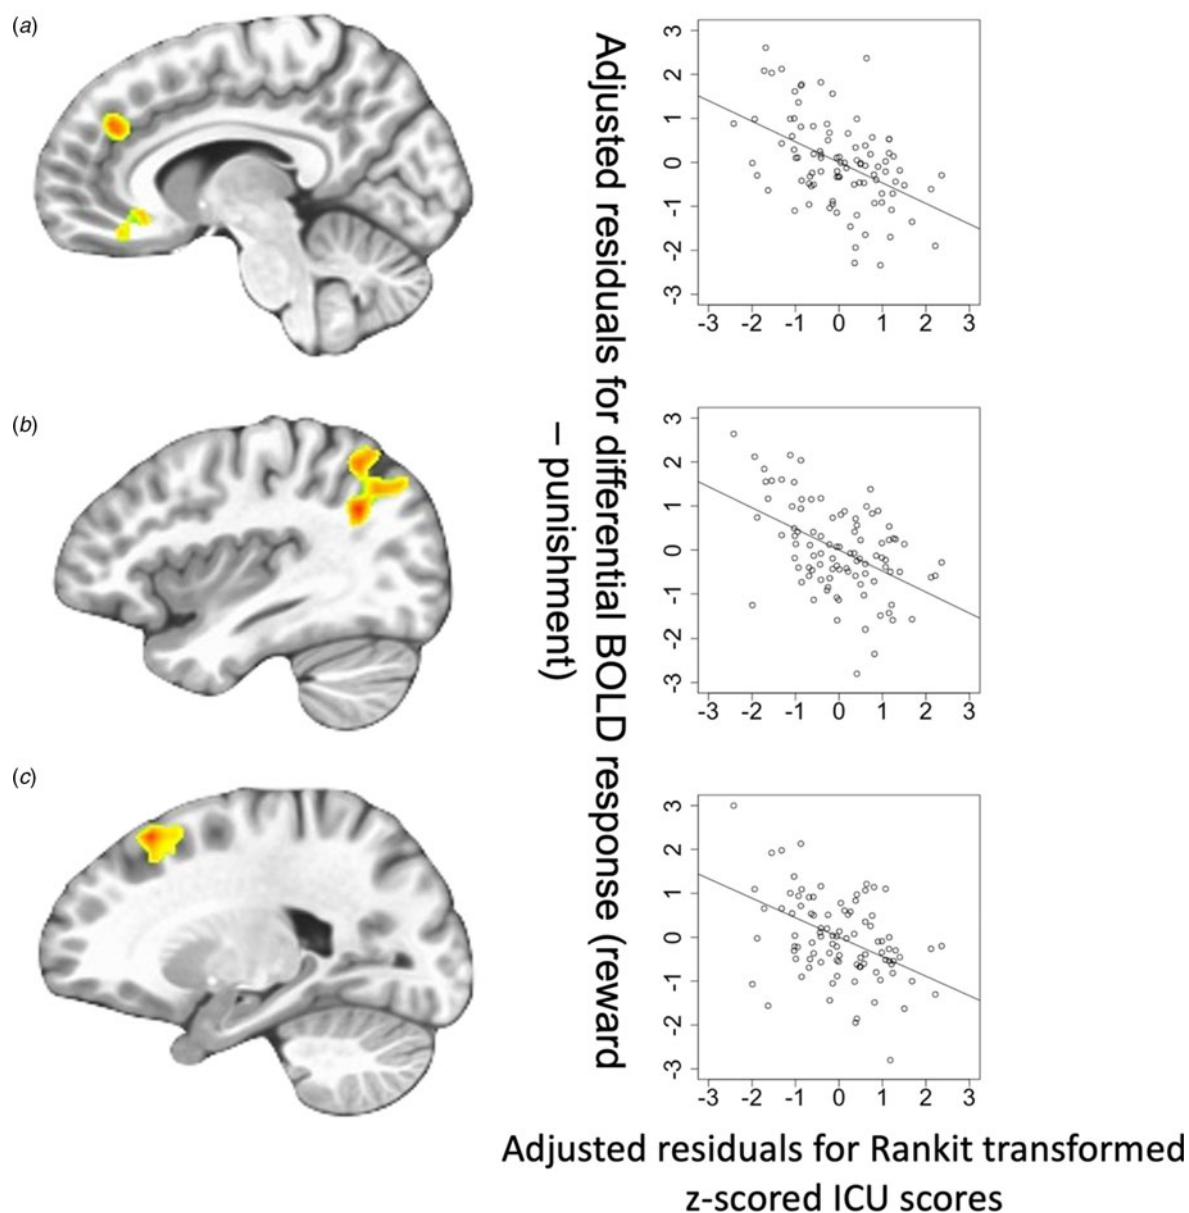 (a)
Adjusted residuals for differential BOLD response (reward
– punishment)
3
2
1
0
-1
-2
-3
-3 -2 -1 0 1 2 3
(b)
3
2
1
0
-1
-2
-3
-3 -2 -1 0 1 2 3
(c)
3
2
1
0
-1
-2
-3
-3 -2 -1 0 1 2 3
Adjusted residuals for Rankit transformed
z-scored ICU scores